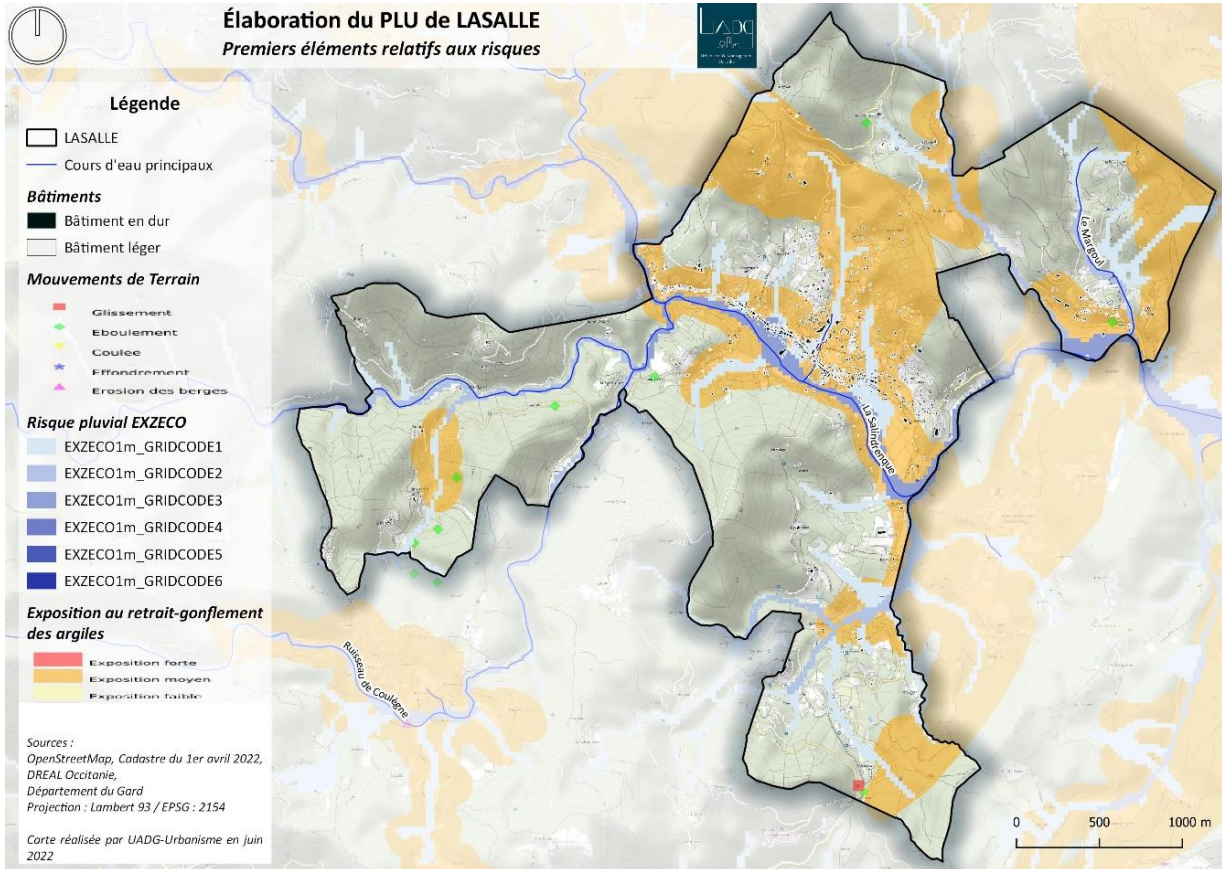 Élaboration du PLU de LASALLE
Premiers éléments relatifs aux risques
Légende
LASALLE
Cours d'eau principaux
Bâtiments
Bâtiment en dur
Bâtiment léger
Mouvements de Terrain
Glissement
Eboulement
Coulee
Effondrement
Erosion des berges
Risque pluvial EXZECO
EXZECO1m_GRIDCODE1
EXZECO1m_GRIDCODE2
EXZECO1m_GRIDCODE3
EXZECO1m_GRIDCODE4
EXZECO1m_GRIDCODE5
EXZECO1m_GRIDCODE6
Exposition au retrait-gonflement
des argiles
Exposition forte
Exposition moyen
Exposition faible
Sources :
OpenStreetMap, Cadastre du 1er avril 2022,
DREAL Occitanie,
Département du Gard
Projection : Lambert 93 / EPSG : 2154
Carte réalisée par UADG-Urbanisme en juin
2022
Le Margoul
La Salindrenque
Ruisseau de Coulègne
0 500 1000 m